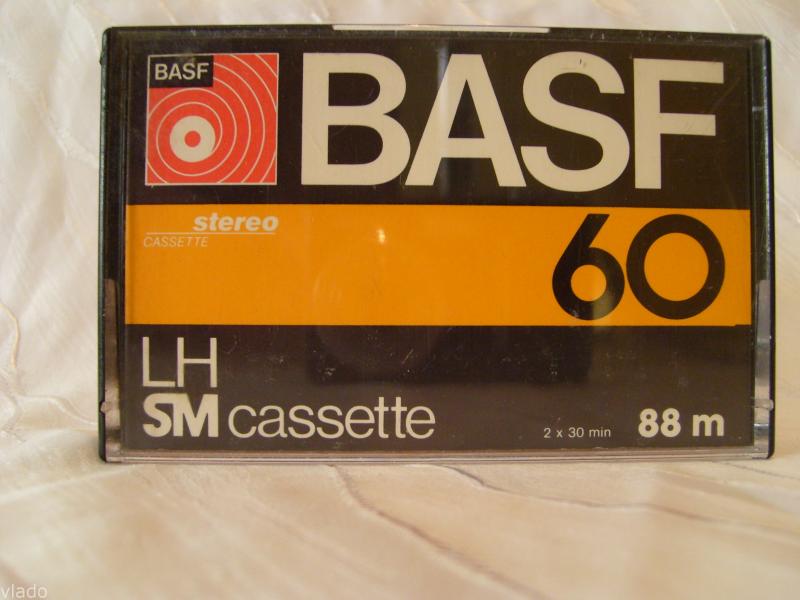 BASF
BASF
stereo
CASSETTE
60
LH
SM cassette
2 x 30 min 88 m
vlado